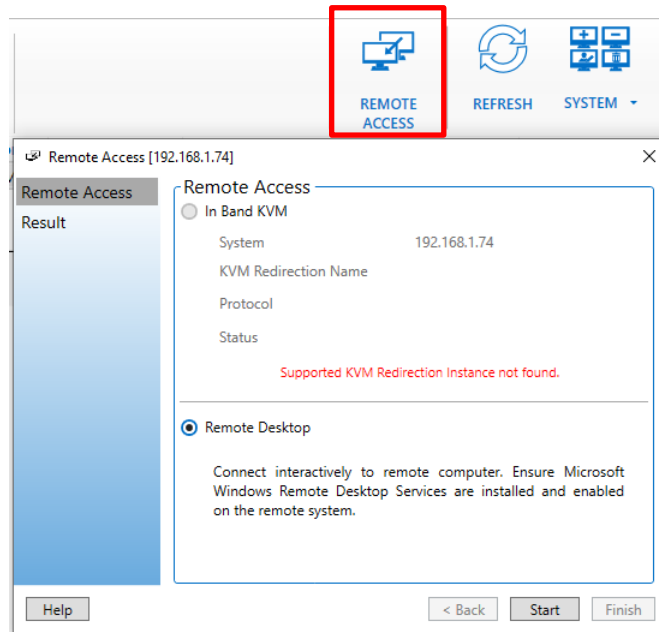 REMOTE
ACCESS
REFRESH
SYSTEM
Remote Access [192.168.1.74]
Remote Access
Result
Remote Access
In Band KVM
System 192.168.1.74
KVM Redirection Name
Protocol
Status
Supported KVM Redirection Instance not found.
Remote Desktop
Connect interactively to remote computer. Ensure Microsoft
Windows Remote Desktop Services are installed and enabled
on the remote system.
Help
< Back
Start
Finish